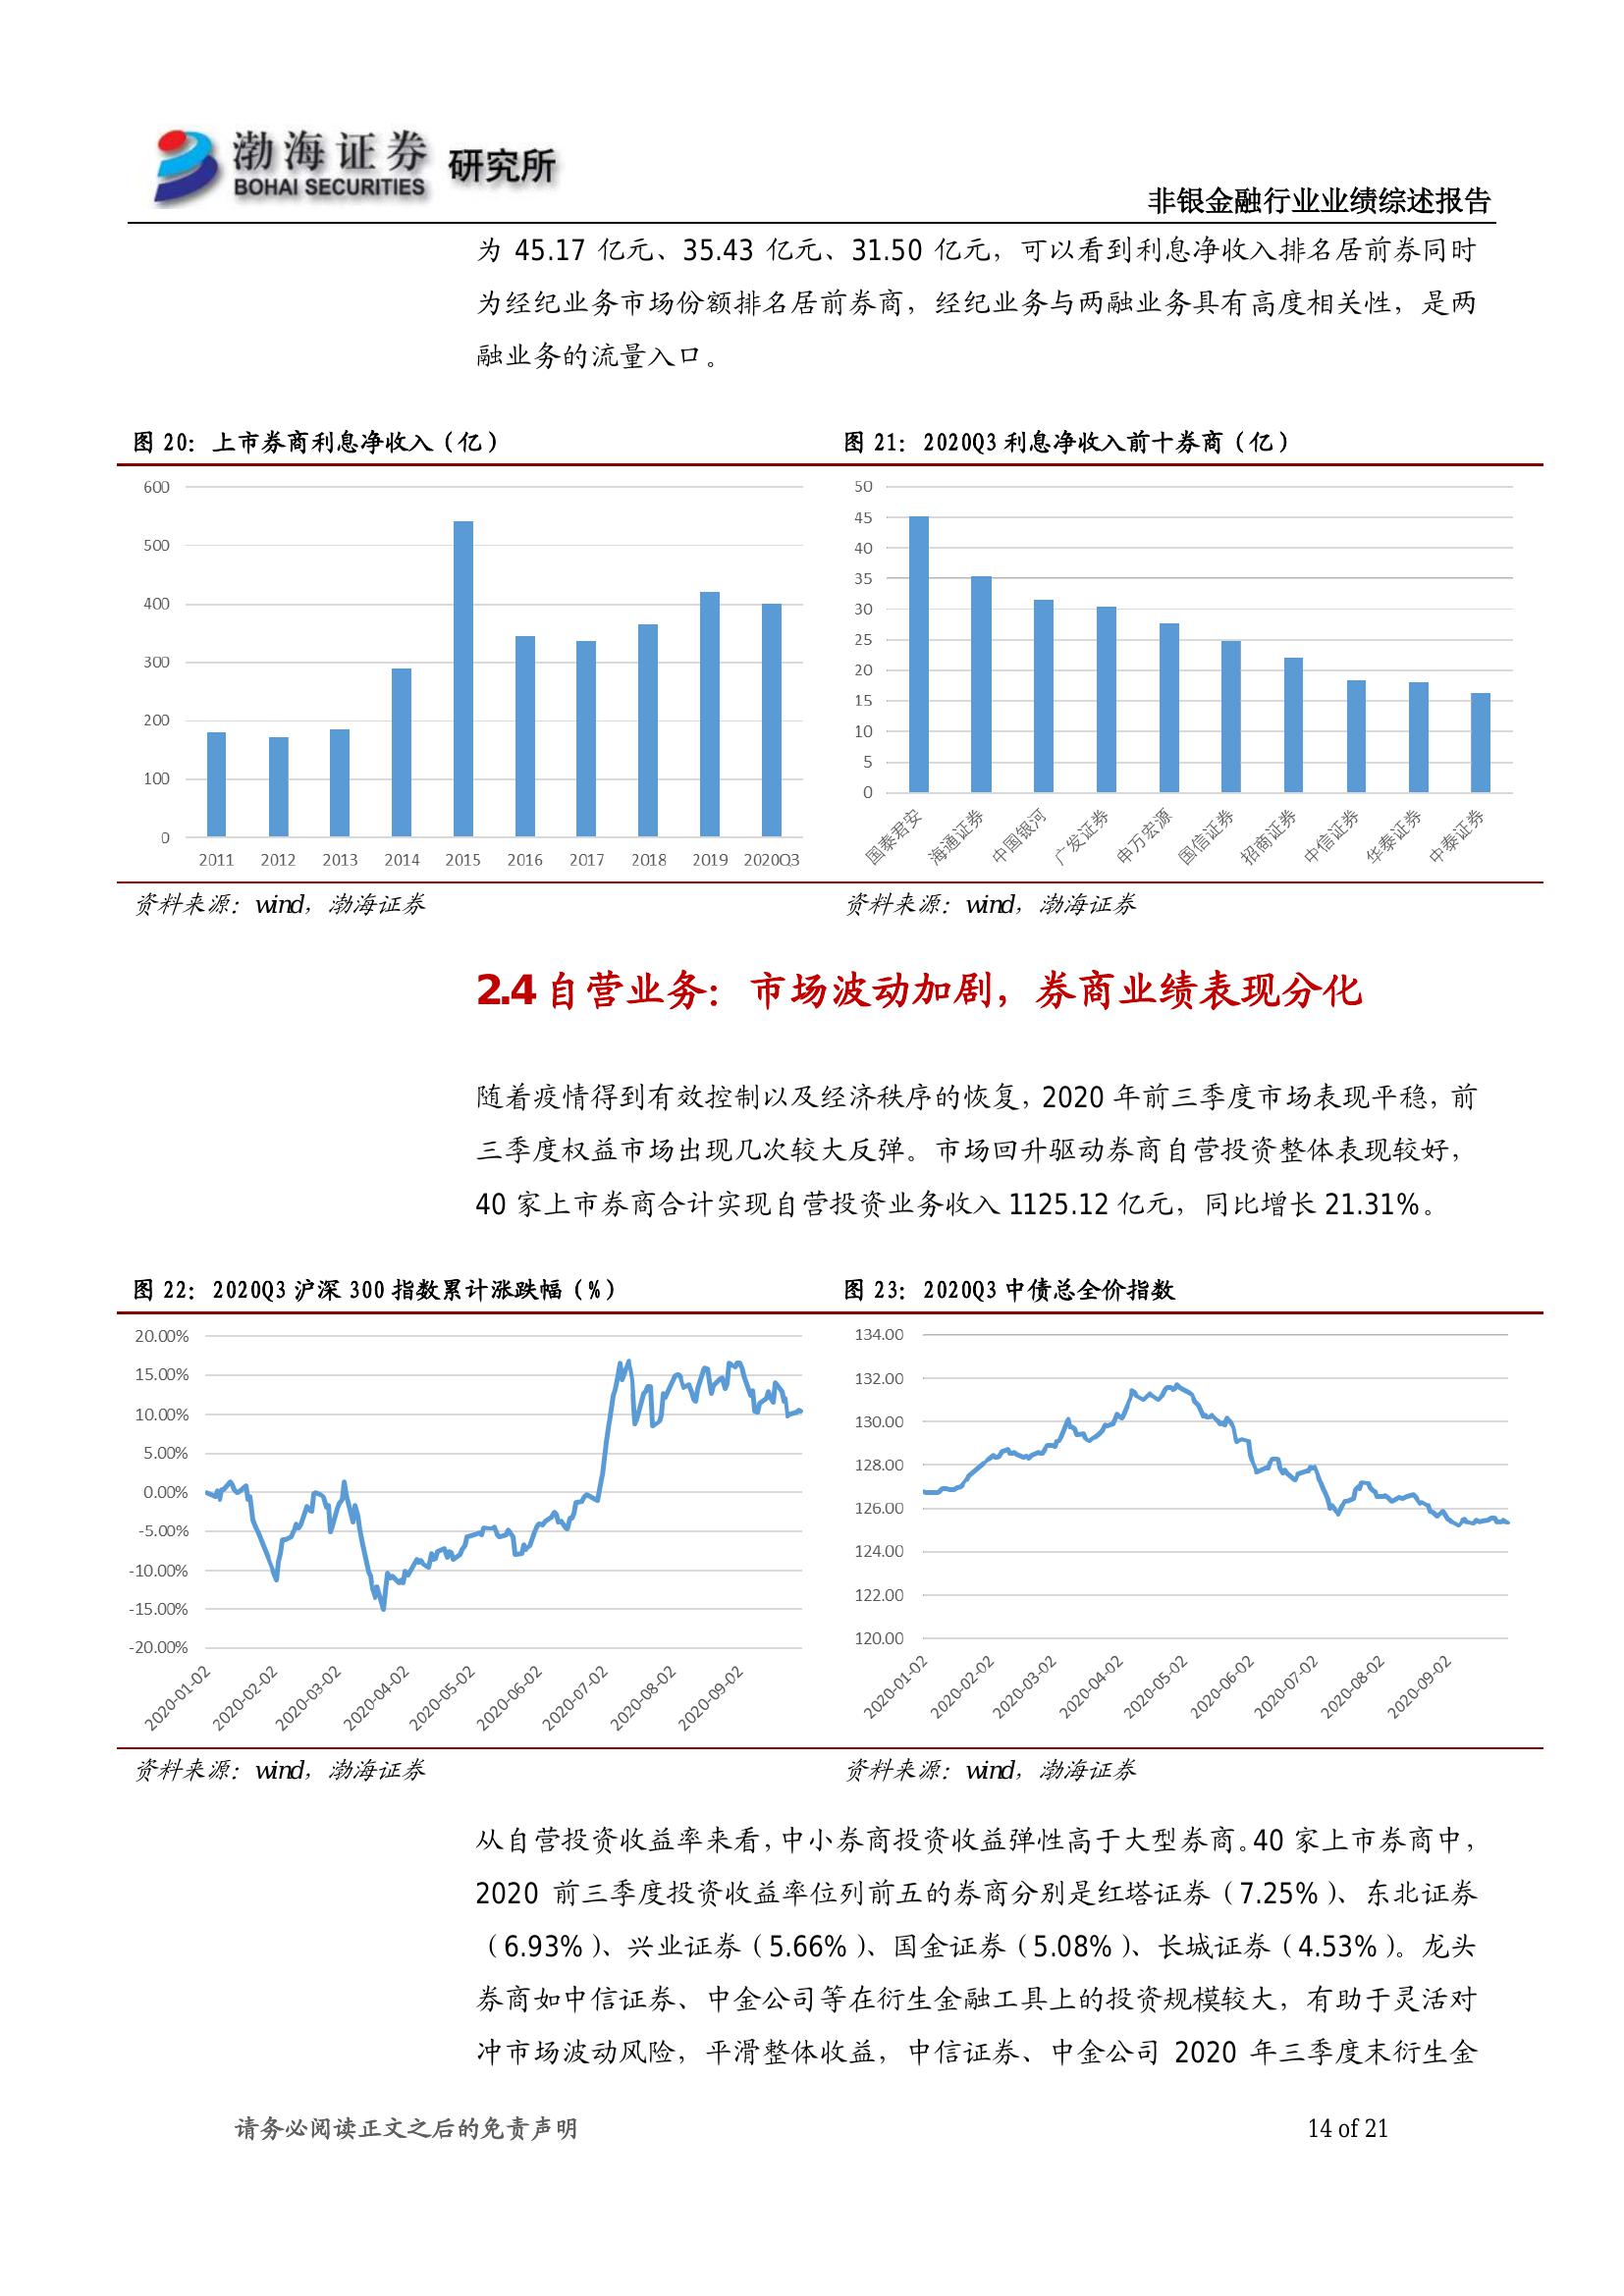 渤海证券 研究所
BOHAI SECURITIES
非银金融行业业绩综述报告
为 45.17 亿元、35.43 亿元、31.50 亿元，可以看到利息净收入排名居前券同时
为经纪业务市场份额排名居前券商，经纪业务与两融业务具有高度相关性，是两
融业务的流量入口。
图 20：上市券商利息净收入（亿）
600
500
400
300
200
100
0
2011 2012 2013 2014 2015 2016 2017 2018 2019 2020Q3
资料来源：wind，渤海证券
图 21：2020Q3 利息净收入前十券商（亿）
50
45
40
35
30
25
20
15
10
5
0
国泰君安 海通证券 中国银河 广发证券 申万宏源 国信证券 招商证券 中信证券 华泰证券 中泰证券
资料来源：wind，渤海证券
2.4 自营业务：市场波动加剧，券商业绩表现分化
随着疫情得到有效控制以及经济秩序的恢复，2020 年前三季度市场表现平稳，前
三季度权益市场出现几次较大反弹。市场回升驱动券商自营投资整体表现较好，
40 家上市券商合计实现自营投资业务收入 1125.12 亿元，同比增长 21.31%。
图 22：2020Q3 沪深 300 指数累计涨跌幅（%）
20.00%
15.00%
10.00%
5.00%
0.00%
-5.00%
-10.00%
-15.00%
-20.00%
2020-01-02 2020-02-02 2020-03-02 2020-04-02 2020-05-02 2020-06-02 2020-07-02 2020-08-02 2020-09-02
资料来源：wind，渤海证券
图 23：2020Q3 中债总全价指数
134.00
132.00
130.00
128.00
126.00
124.00
122.00
120.00
2020-01-02 2020-02-02 2020-03-02 2020-04-02 2020-05-02 2020-06-02 2020-07-02 2020-08-02 2020-09-02
资料来源：wind，渤海证券
从自营投资收益率来看，中小券商投资收益弹性高于大型券商。40 家上市券商中，
2020 前三季度投资收益率位列前五的券商分别是红塔证券（7.25%）、东北证券
（6.93%）、兴业证券（5.66%）、国金证券（5.08%）、长城证券（4.53%）。龙头
券商如中信证券、中金公司等在衍生金融工具上的投资规模较大，有助于灵活对
冲市场波动风险，平滑整体收益，中信证券、中金公司 2020 年三季度末衍生金
请务必阅读正文之后的免责声明
14 of 21